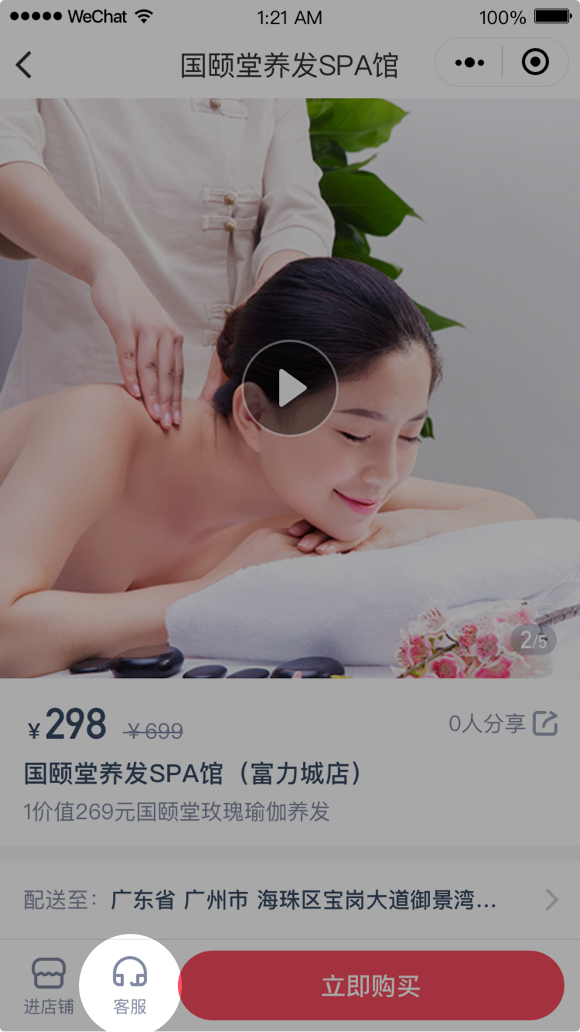 WeChat 1:21 AM 100%
国颐堂养发SPA馆
2/5
¥298 ¥699 0人分享
国颐堂养发SPA馆（富力城店）
1价值269元国颐堂玫瑰瑜伽养发
配送至： 广东省 广州市 海珠区宝岗大道御景湾...
进店铺 客服 立即购买